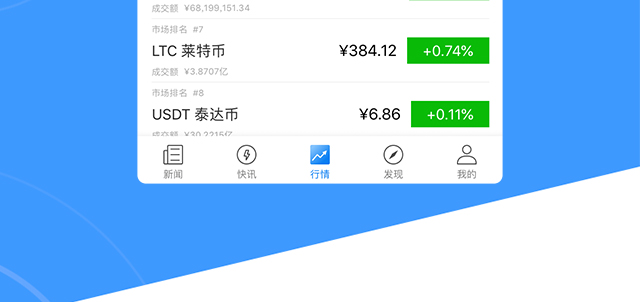 成交额 ¥68,199,151.34
市场排名 #7
LTC 莱特币 ¥384.12 +0.74%
成交额 ¥3.8707亿
市场排名 #8
USDT 泰达币 ¥6.86 +0.11%
成交额 ¥30.2215亿
新闻 快讯 行情 发现 我的